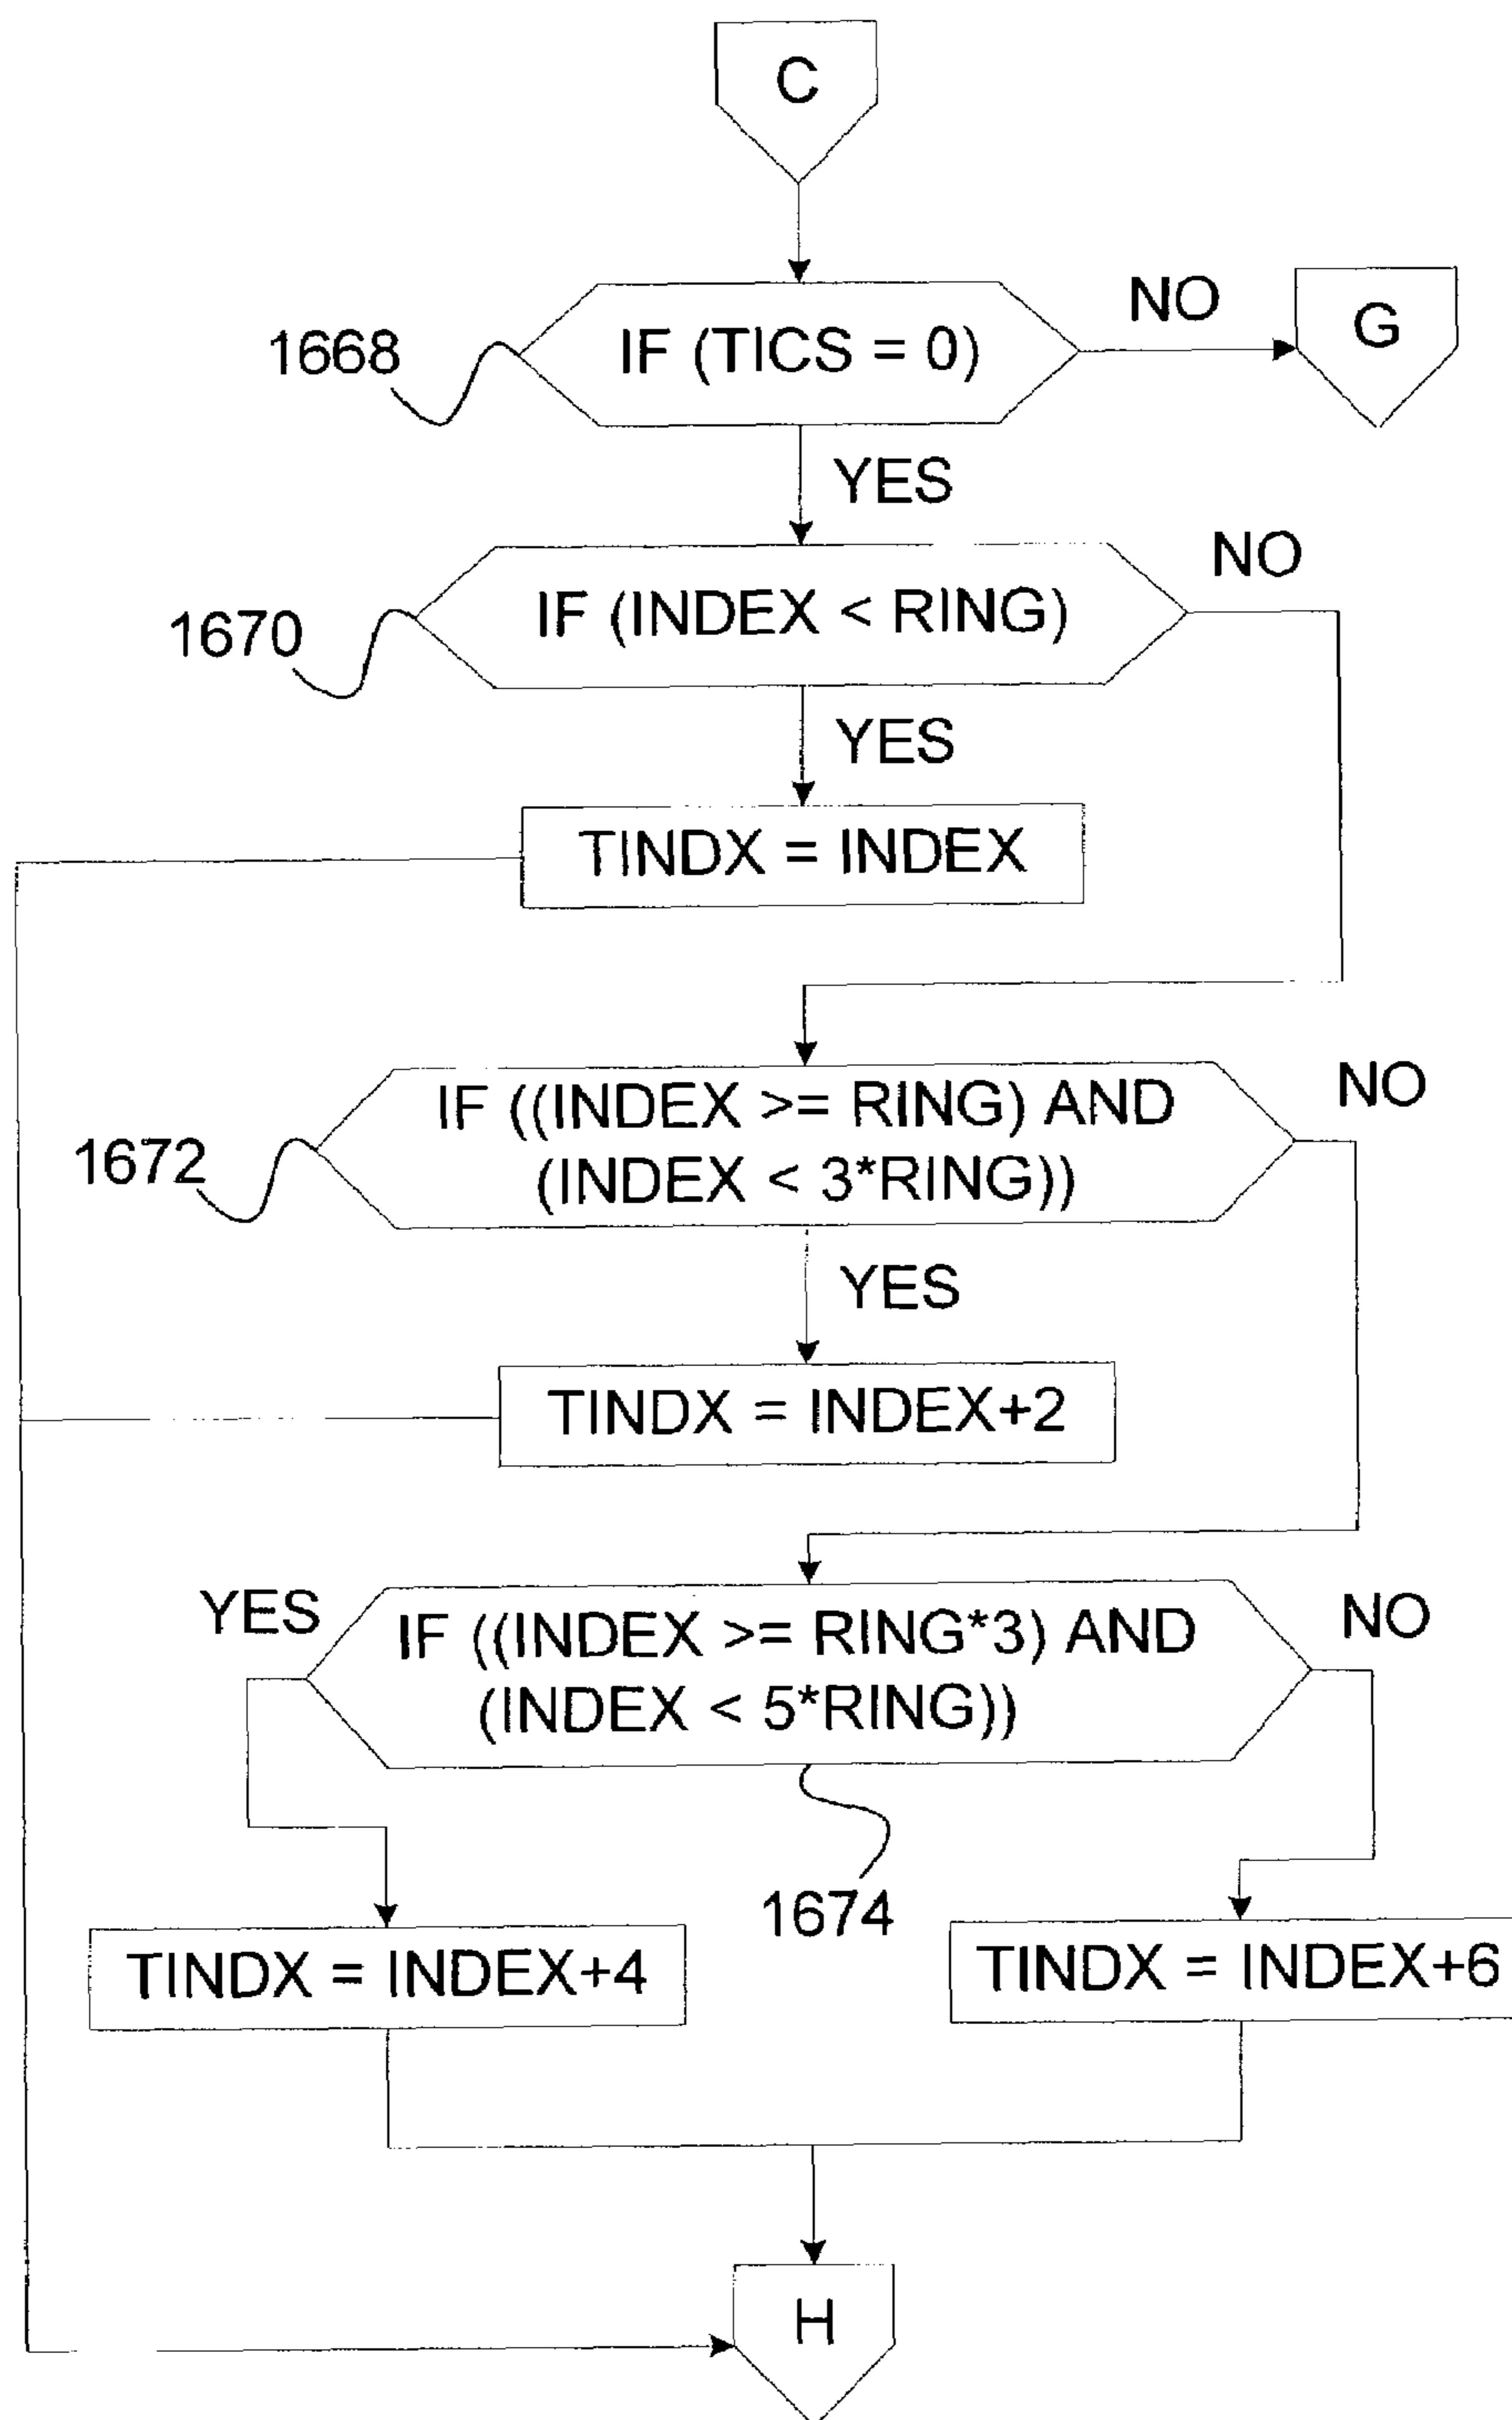 C
NO
G
1668
IF (TICS = 0)
YES
NO
1670
IF (INDEX < RING)
YES
TINDX = INDEX
NO
1672
IF ((INDEX >= RING) AND
(INDEX < 3*RING))
YES
TINDX = INDEX+2
YES
NO
IF ((INDEX >= RING*3) AND
(INDEX < 5*RING))
1674
TINDX = INDEX+4
TINDX = INDEX+6
H